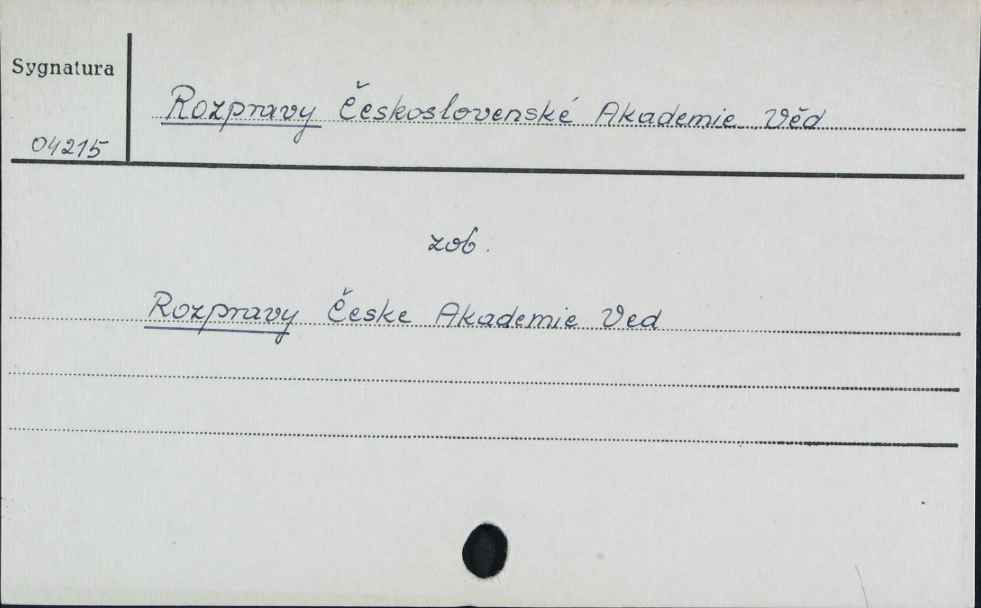 Sygnatura
Rozpravy Československé Akademie Věd
04215
zob.
Rozpravy Česke Akademie Ved